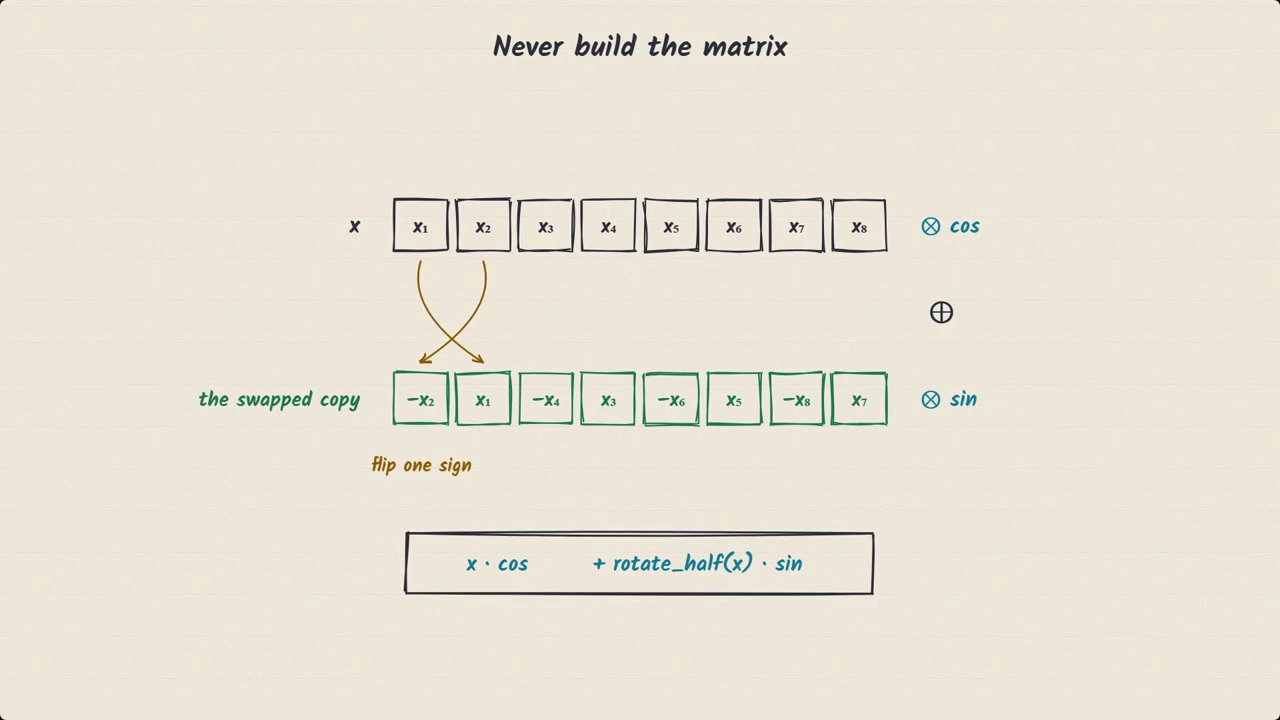 Never build the matrix
x x₁ x₂ x₃ x₄ x₅ x₆ x₇ x₈ ⊗ cos
⊕
the swapped copy −x₂ x₁ −x₄ x₃ −x₆ x₅ −x₈ x₇ ⊗ sin
flip one sign
x · cos + rotate_half(x) · sin